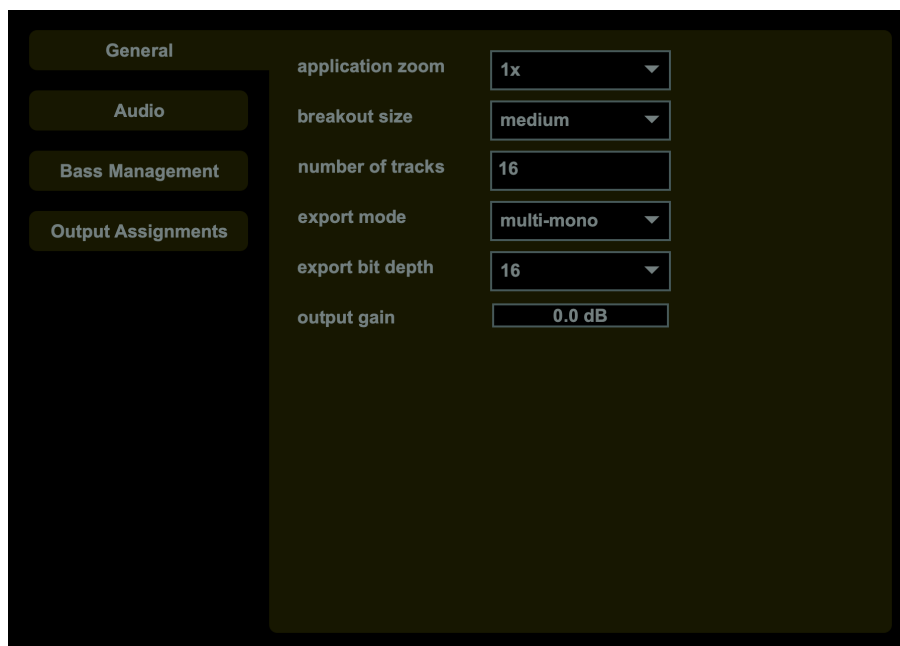 General
Audio
Bass Management
Output Assignments
application zoom 1x
breakout size medium
number of tracks 16
export mode multi-mono
export bit depth 16
output gain 0.0 dB